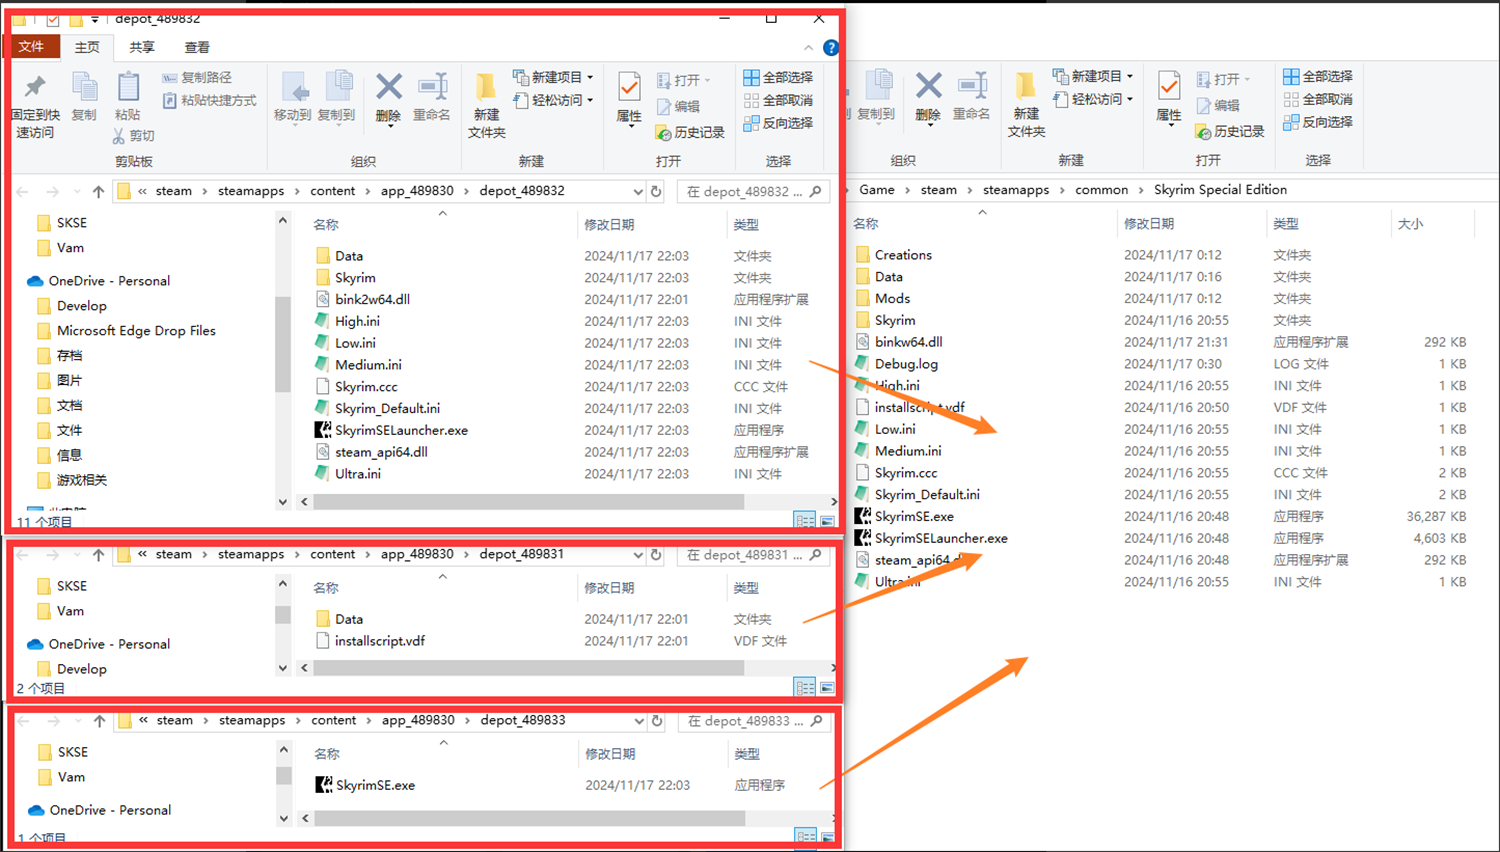 depot_489832
文件 主页 共享 查看
固定到快速访问 复制 粘贴 复制路径 粘贴快捷方式 剪切
移动到 复制到 删除 重命名 新建文件夹 新建项目 轻松访问
属性 打开 编辑 历史记录 全部选择 全部取消 反向选择
剪贴板 组织 新建 打开 选择
« steam › steamapps › content › app_489830 › depot_489832 在 depot_489832 ...
SKSE
Vam
OneDrive - Personal
Develop
Microsoft Edge Drop Files
存档
图片
文档
文件
信息
游戏相关
此电脑
名称 修改日期 类型
Data 2024/11/17 22:03 文件夹
Skyrim 2024/11/17 22:03 文件夹
bink2w64.dll 2024/11/17 22:01 应用程序扩展
High.ini 2024/11/17 22:03 INI 文件
Low.ini 2024/11/17 22:03 INI 文件
Medium.ini 2024/11/17 22:03 INI 文件
Skyrim.ccc 2024/11/17 22:03 CCC 文件
Skyrim_Default.ini 2024/11/17 22:03 INI 文件
SkyrimSELauncher.exe 2024/11/17 22:03 应用程序
steam_api64.dll 2024/11/17 22:03 应用程序扩展
Ultra.ini 2024/11/17 22:03 INI 文件
11 个项目
« steam › steamapps › content › app_489830 › depot_489831 在 depot_489831 ...
SKSE
Vam
OneDrive - Personal
Develop
名称 修改日期 类型
Data 2024/11/17 22:01 文件夹
installscript.vdf 2024/11/17 22:01 VDF 文件
2 个项目
« steam › steamapps › content › app_489830 › depot_489833 在 depot_489833 ...
SKSE
Vam
OneDrive - Personal
名称 修改日期 类型
SkyrimSE.exe 2024/11/17 22:03 应用程序
1 个项目
复制到 删除 重命名 新建文件夹 新建项目 轻松访问
属性 打开 编辑 历史记录 全部选择 全部取消 反向选择
组织 新建 打开 选择
› Game › steam › steamapps › common › Skyrim Special Edition
名称 修改日期 类型 大小
Creations 2024/11/17 0:12 文件夹
Data 2024/11/17 0:16 文件夹
Mods 2024/11/17 0:12 文件夹
Skyrim 2024/11/16 20:55 文件夹
binkw64.dll 2024/11/17 21:31 应用程序扩展 292 KB
Debug.log 2024/11/17 0:30 LOG 文件 1 KB
High.ini 2024/11/16 20:55 INI 文件 1 KB
installscript.vdf 2024/11/16 20:50 VDF 文件 1 KB
Low.ini 2024/11/16 20:55 INI 文件 1 KB
Medium.ini 2024/11/16 20:55 INI 文件 1 KB
Skyrim.ccc 2024/11/16 20:55 CCC 文件 2 KB
Skyrim_Default.ini 2024/11/16 20:55 INI 文件 2 KB
SkyrimSE.exe 2024/11/16 20:48 应用程序 36,287 KB
SkyrimSELauncher.exe 2024/11/16 20:48 应用程序 4,603 KB
steam_api64.dll 2024/11/16 20:48 应用程序扩展 292 KB
Ultra.ini 2024/11/16 20:55 INI 文件 1 KB